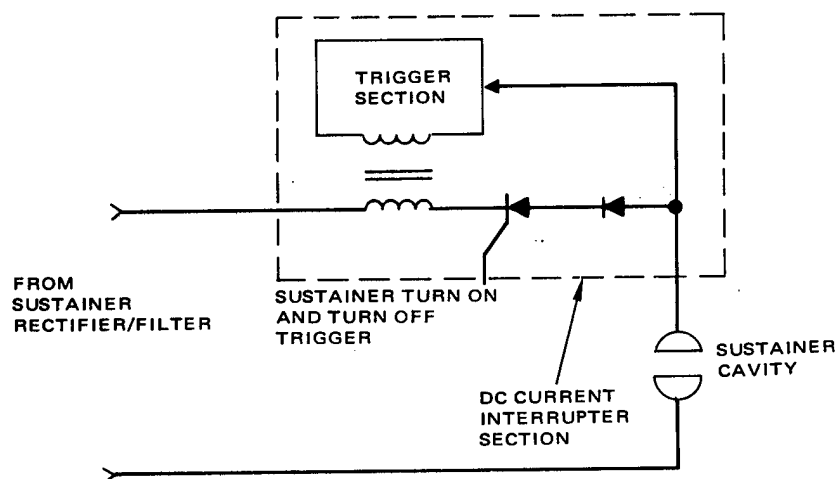 TRIGGER
SECTION
FROM
SUSTAINER
RECTIFIER/FILTER
SUSTAINER TURN ON
AND TURN OFF
TRIGGER
SUSTAINER
CAVITY
DC CURRENT
INTERRUPTER
SECTION